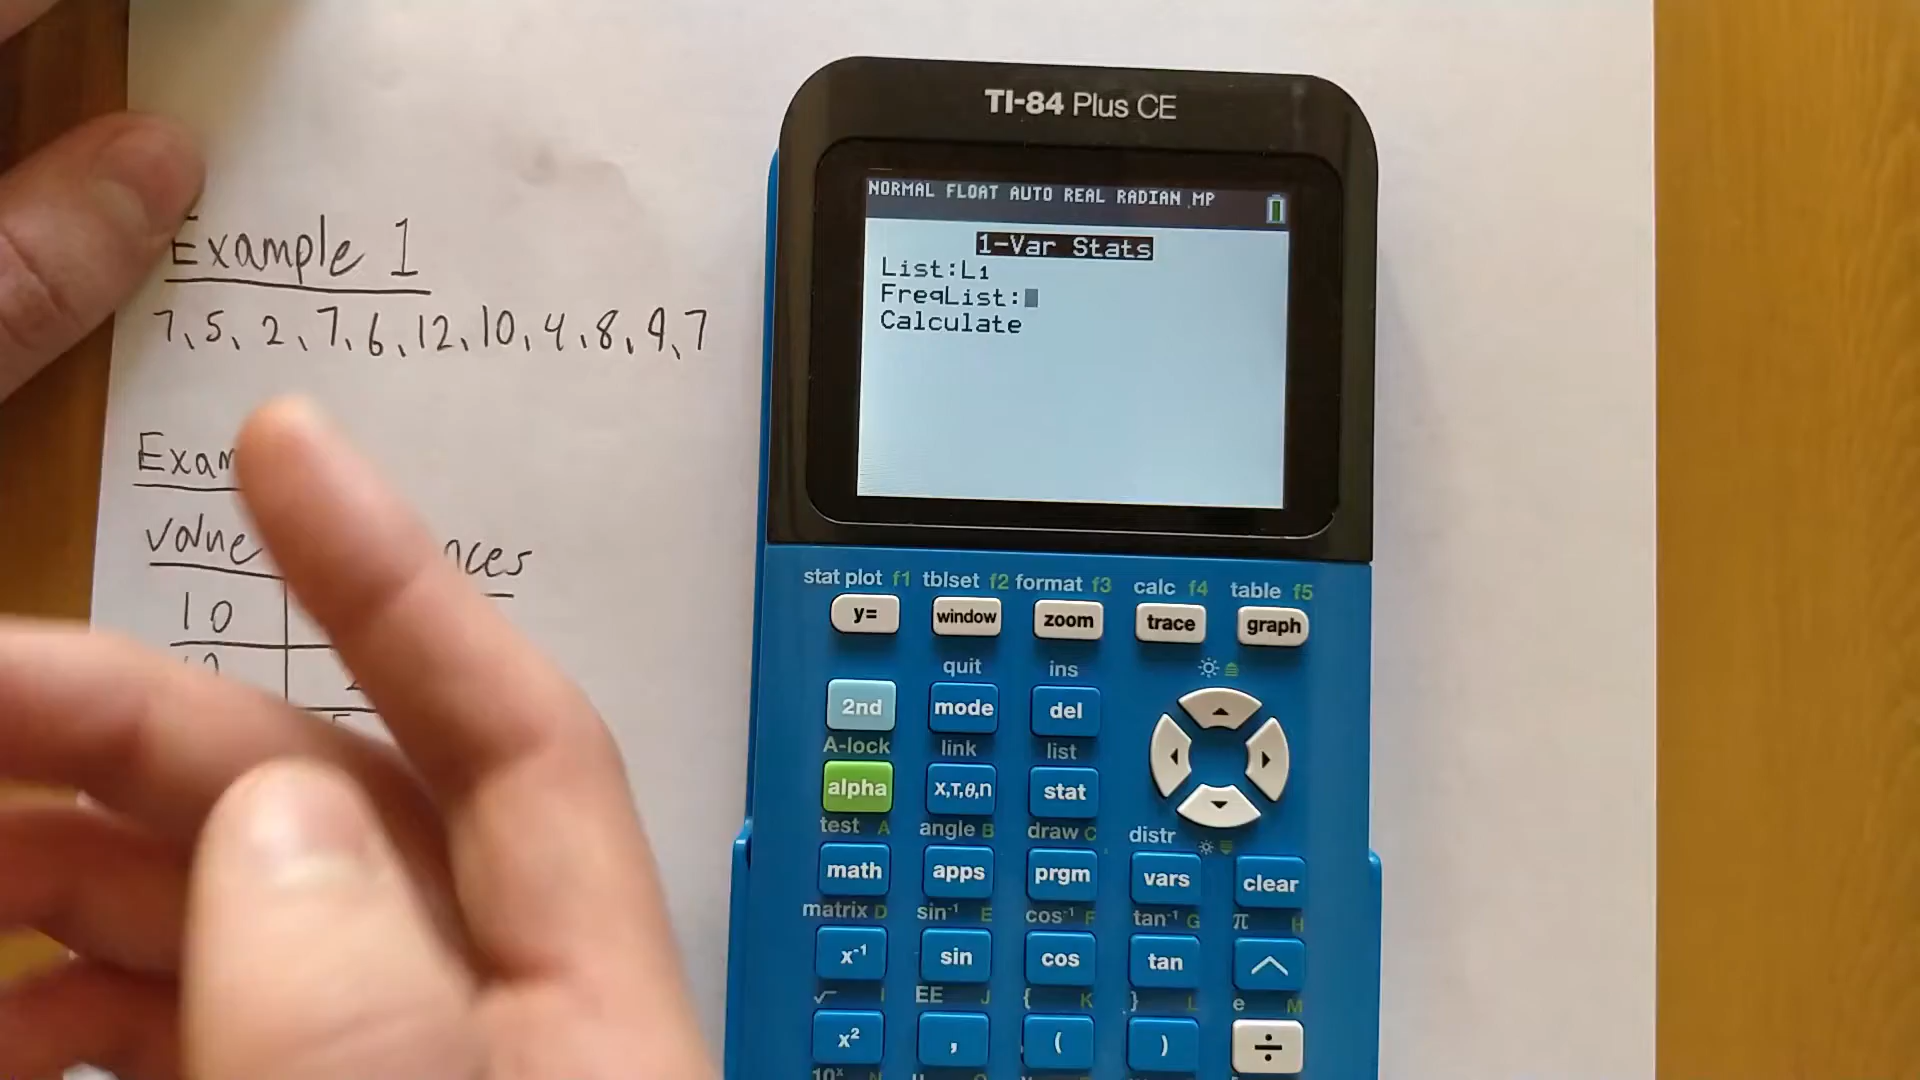 Example 1
7, 5, 2, 7, 6, 12, 10, 4, 8, 9, 7
value
10
TI-84 Plus CE
NORMAL FLOAT AUTO REAL RADIAN MP
1-Var Stats
List:L1
FreqList:
Calculate
stat plot f1 tblset f2 format f3 calc f4 table f5
y= window zoom trace graph
quit ins
2nd mode del
A-lock link list
alpha X,T,θ,n stat
test A angle B draw C distr
math apps prgm vars clear
matrix D sin-1 E cos-1 F tan-1 G π H
x-1 sin cos tan ^
√ I EE J { K } L e M
x2 , ( ) ÷
10x